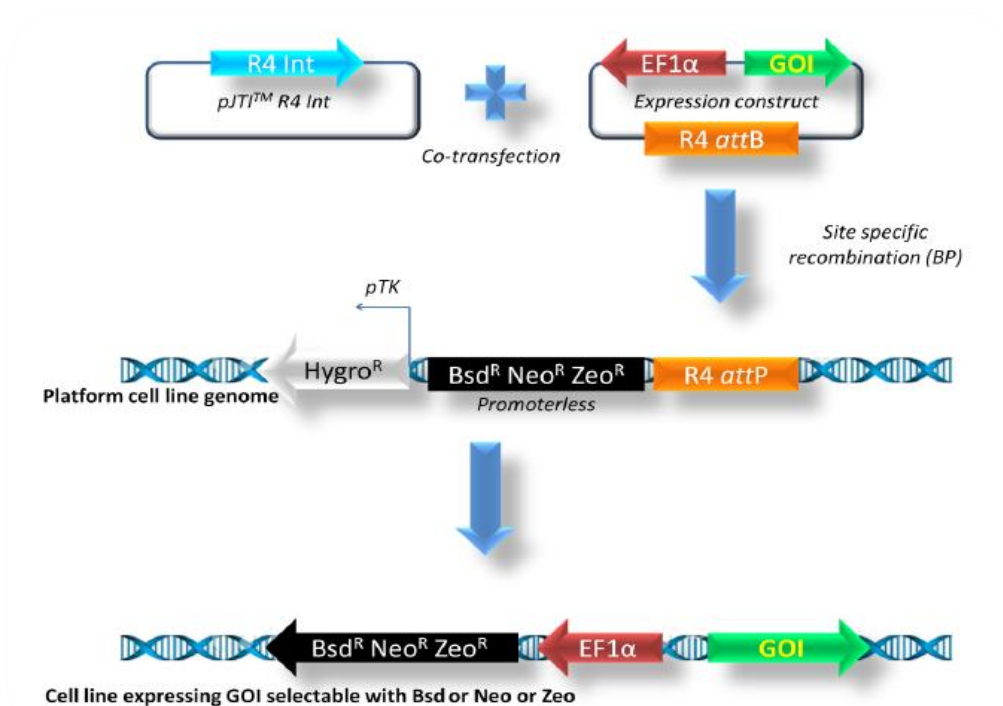 R4 Int
pJTI™ R4 Int
EF1α
GOI
Expression construct
R4 attB
Co-transfection
Site specific
recombination (BP)
pTK
Hygroᴿ
Bsdᴿ Neoᴿ Zeoᴿ
R4 attP
Platform cell line genome
Promoterless
Bsdᴿ Neoᴿ Zeoᴿ
EF1α
GOI
Cell line expressing GOI selectable with Bsd or Neo or Zeo